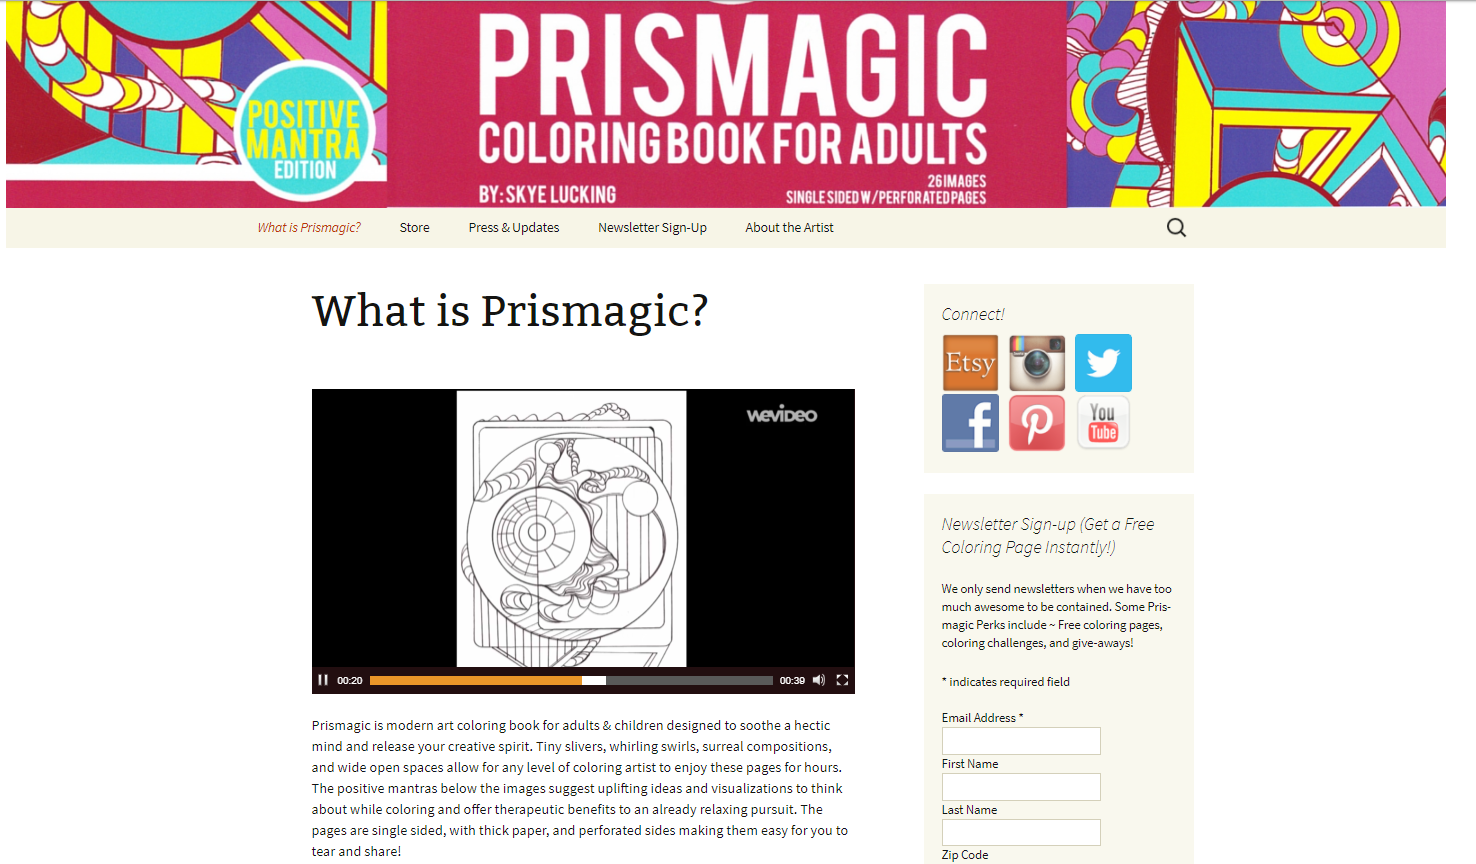 POSITIVE
MANTRA
EDITION
PRISMAGIC
COLORING BOOK FOR ADULTS
BY: SKYE LUCKING
26 IMAGES
SINGLE SIDED W/PERFORATED PAGES
What is Prismagic?
Store
Press & Updates
Newsletter Sign-Up
About the Artist
What is Prismagic?
wevideo
00:20
00:39
Prismagic is modern art coloring book for adults & children designed to soothe a hectic
mind and release your creative spirit. Tiny slivers, whirling swirls, surreal compositions,
and wide open spaces allow for any level of coloring artist to enjoy these pages for hours.
The positive mantras below the images suggest uplifting ideas and visualizations to think
about while coloring and offer therapeutic benefits to an already relaxing pursuit. The
pages are single sided, with thick paper, and perforated sides making them easy for you to
tear and share!
Connect!
Etsy
You
Tube
Newsletter Sign-up (Get a Free
Coloring Page Instantly!)
We only send newsletters when we have too
much awesome to be contained. Some Pris-
magic Perks include ~ Free coloring pages,
coloring challenges, and give-aways!
* indicates required field
Email Address *
First Name
Last Name
Zip Code